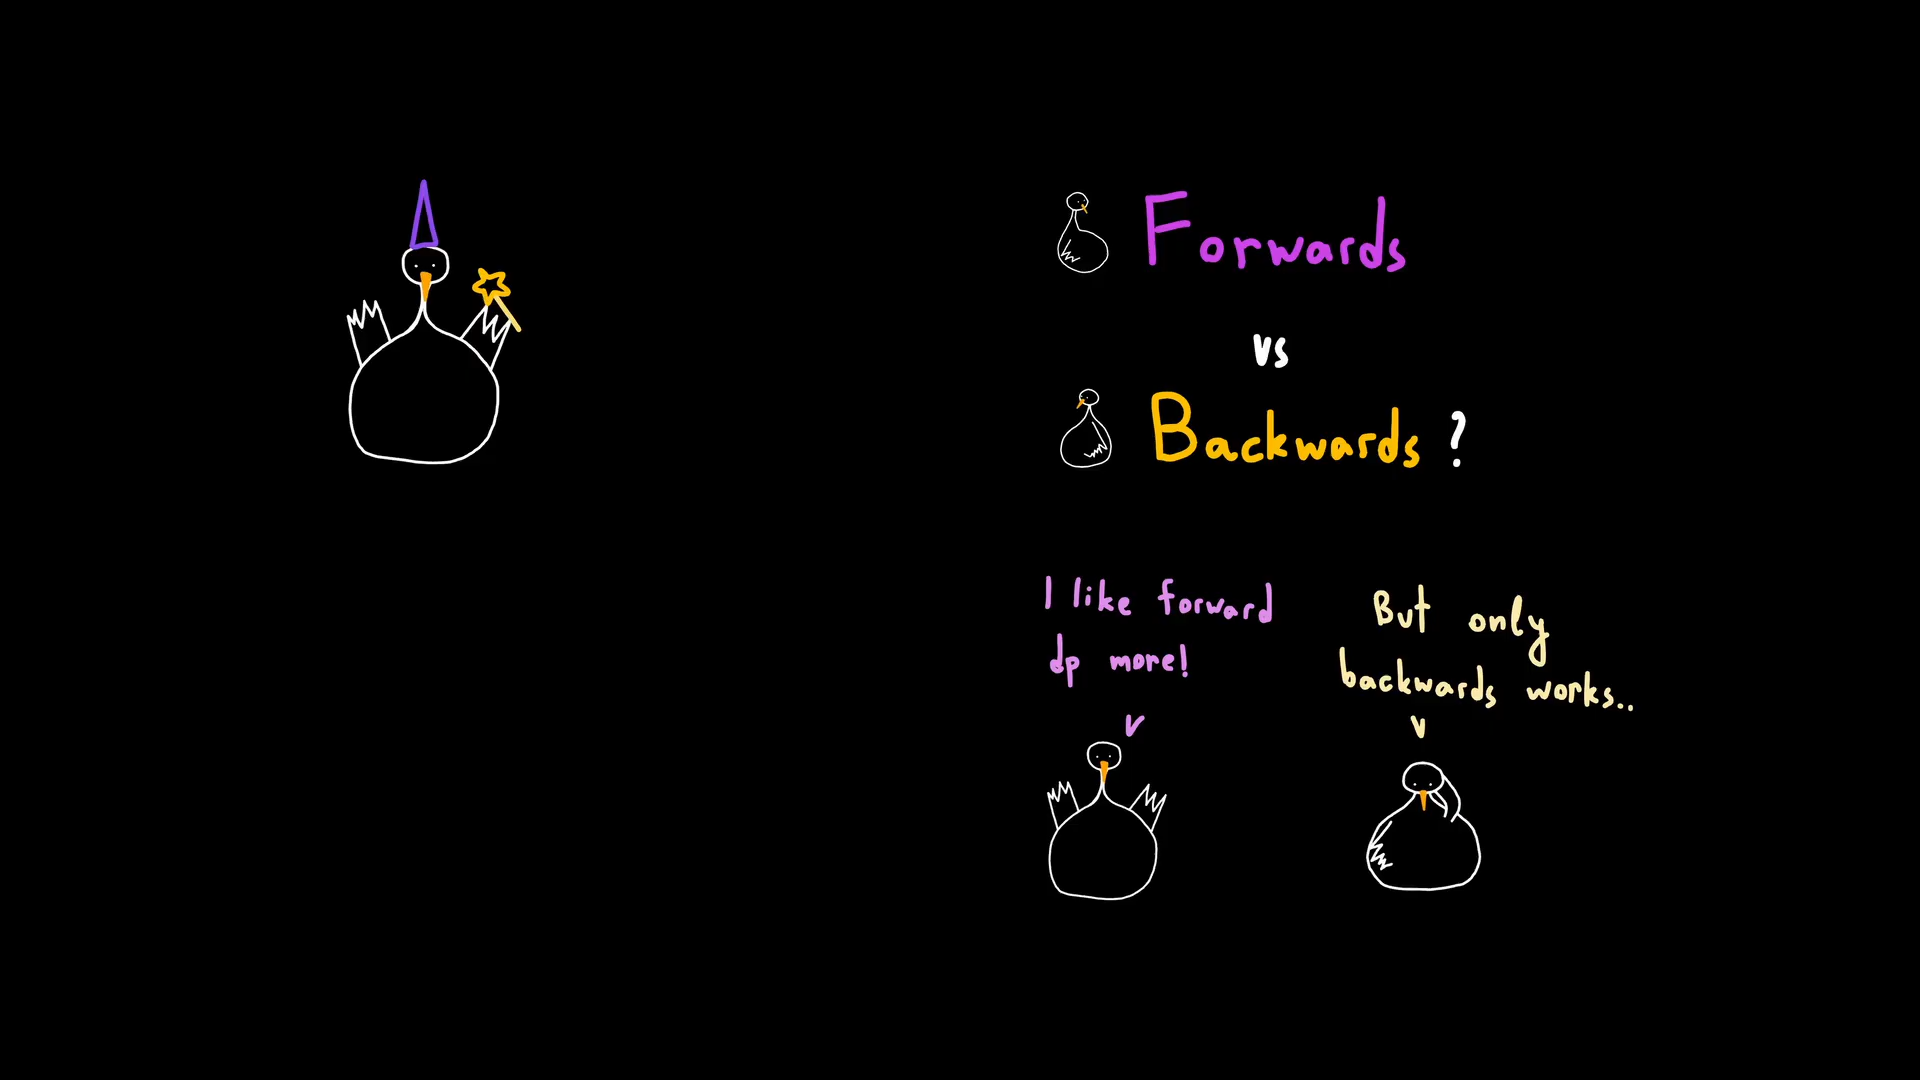 Forwards
vs
Backwards ?
I like forward
dp more!
But only
backwards works..